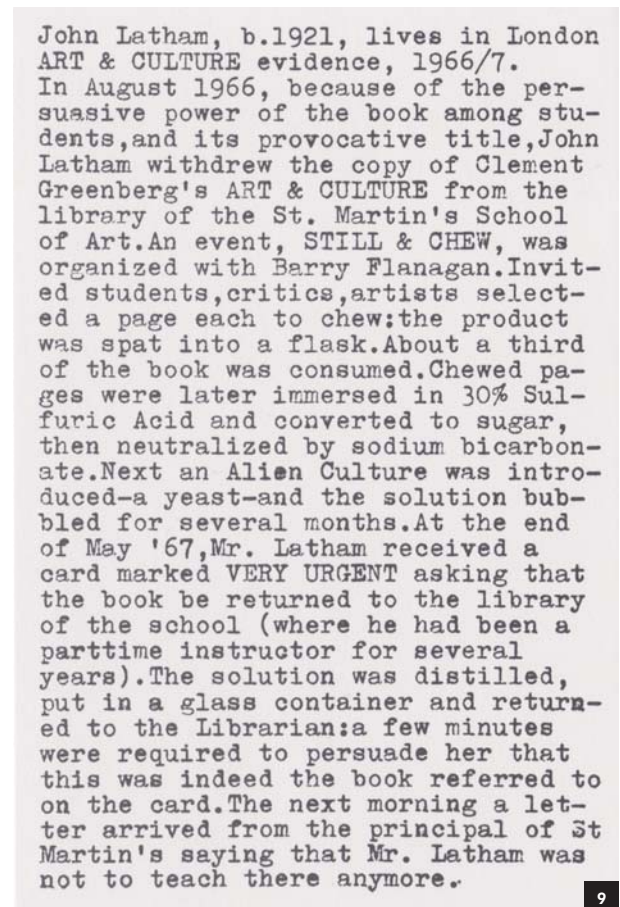 John Latham, b.1921, lives in London
ART & CULTURE evidence, 1966/7.
In August 1966, because of the per-
suasive power of the book among stu-
dents,and its provocative title,John
Latham withdrew the copy of Clement
Greenberg's ART & CULTURE from the
library of the St. Martin's School
of Art.An event, STILL & CHEW, was
organized with Barry Flanagan.Invit-
ed students,critics,artists select-
ed a page each to chew:the product
was spat into a flask.About a third
of the book was consumed.Chewed pa-
ges were later immersed in 30% Sul-
furic Acid and converted to sugar,
then neutralized by sodium bicarbon-
ate.Next an Alien Culture was intro-
duced-a yeast-and the solution bub-
bled for several months.At the end
of May '67,Mr. Latham received a
card marked VERY URGENT asking that
the book be returned to the library
of the school (where he had been a
parttime instructor for several
years).The solution was distilled,
put in a glass container and return-
ed to the Librarian:a few minutes
were required to persuade her that
this was indeed the book referred to
on the card.The next morning a let-
ter arrived from the principal of St
Martin's saying that Mr. Latham was
not to teach there anymore.
9